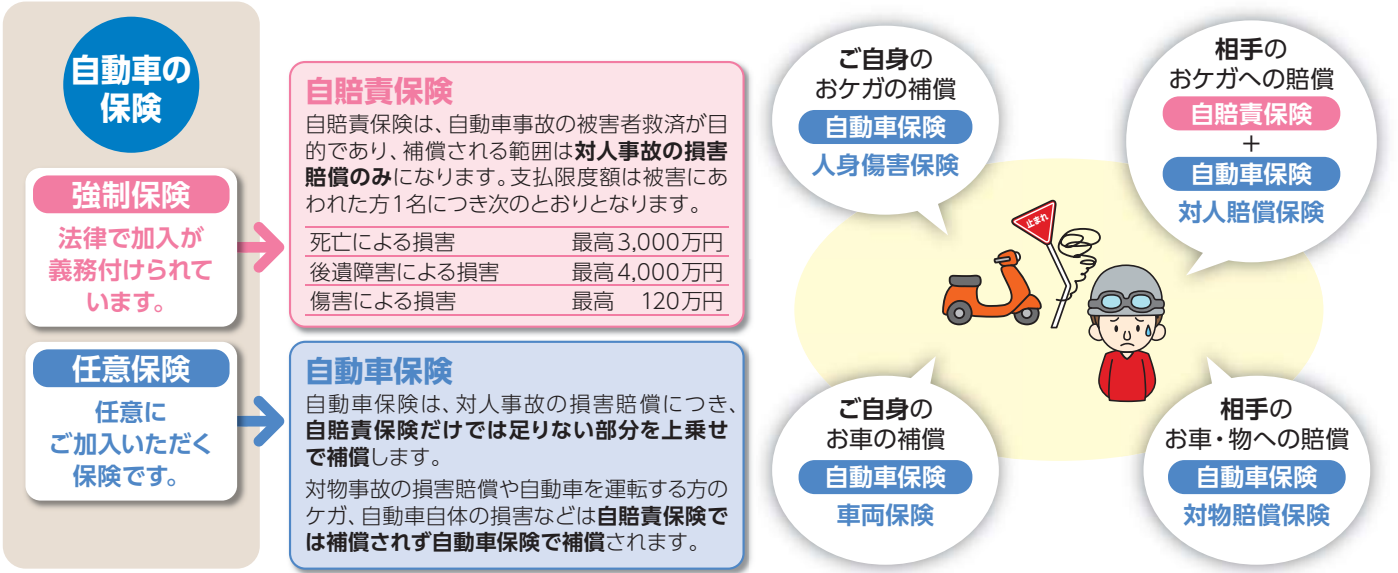 自動車の
保険
強制保険
法律で加入が
義務付けられて
います。
任意保険
任意に
ご加入いただく
保険です。
自賠責保険
自賠責保険は、自動車事故の被害者救済が目
的であり、補償される範囲は対人事故の損害
賠償のみになります。支払限度額は被害にあ
われた方1名につき次のとおりとなります。
死亡による損害 最高3,000万円
後遺障害による損害 最高4,000万円
傷害による損害 最高 120万円
自動車保険
自動車保険は、対人事故の損害賠償につき、
自賠責保険だけでは足りない部分を上乗せ
で補償します。
対物事故の損害賠償や自動車を運転する方の
ケガ、自動車自体の損害などは自賠責保険で
は補償されず自動車保険で補償されます。
ご自身の
おケガの補償
自動車保険
人身傷害保険
相手の
おケガへの賠償
自賠責保険
+
自動車保険
対人賠償保険
止まれ
ご自身の
お車の補償
自動車保険
車両保険
相手の
お車・物への賠償
自動車保険
対物賠償保険